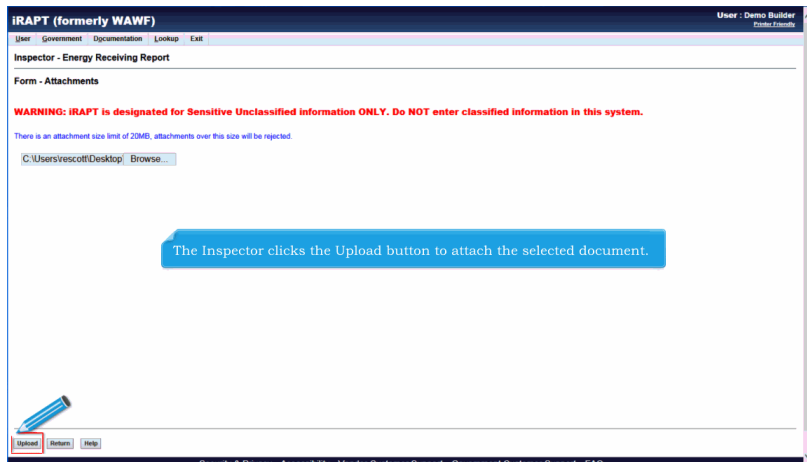 iRAPT (formerly WAWF)
User : Demo Builder
Printer Friendly
User Government Documentation Lookup Exit
Inspector - Energy Receiving Report
Form - Attachments
WARNING: iRAPT is designated for Sensitive Unclassified information ONLY. Do NOT enter classified information in this system.
There is an attachment size limit of 20MB, attachments over this size will be rejected.
C:\Users\rescott\Desktop Browse...
The Inspector clicks the Upload button to attach the selected document.
Upload Return Help